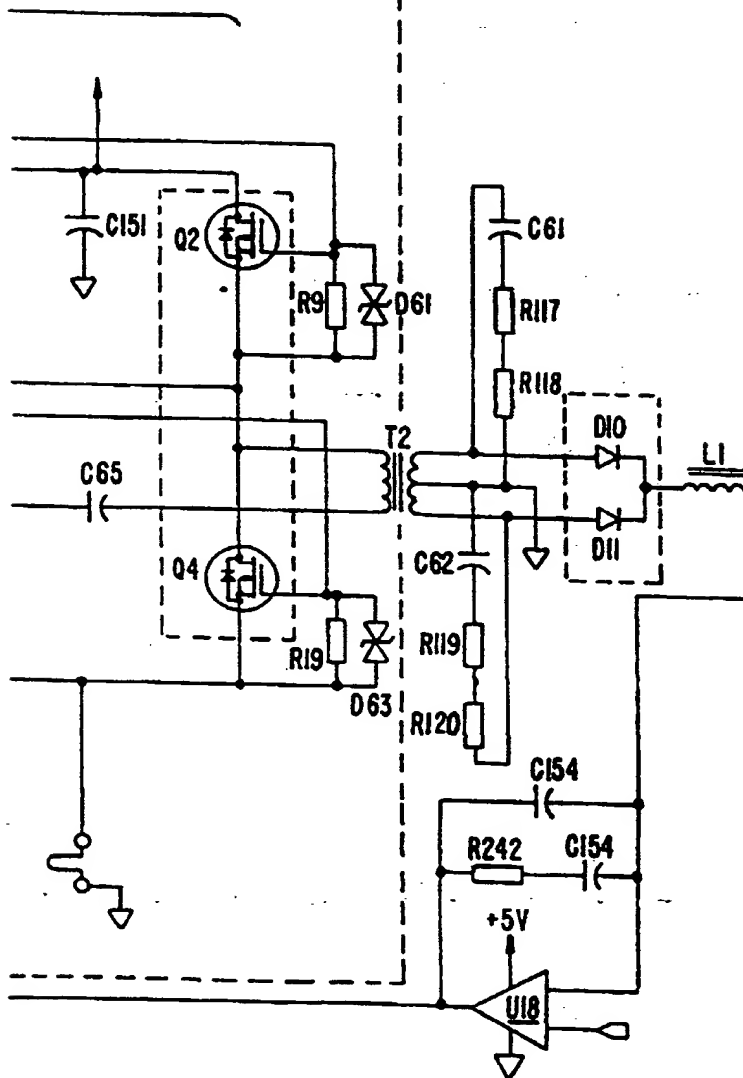 C151
Q2
C61
R9
D61
R117
R118
T2
D10
L1
C65
D11
Q4
C62
R19
R119
D63
R120
C154
R242
C154
+5V
U18